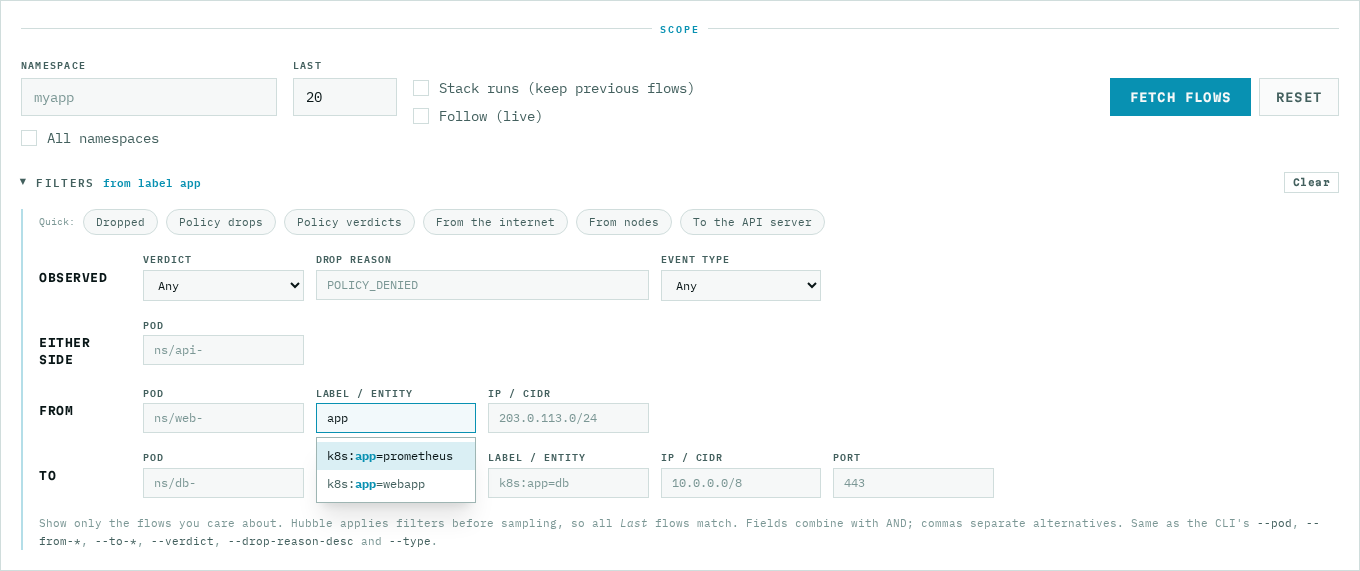 SCOPE
NAMESPACE
LAST
myapp
20
Stack runs (keep previous flows)
Follow (live)
FETCH FLOWS
RESET
All namespaces
▼ FILTERS from label app
Clear
Quick: Dropped Policy drops Policy verdicts From the internet From nodes To the API server
OBSERVED
VERDICT
DROP REASON
EVENT TYPE
Any
POLICY_DENIED
Any
EITHER
SIDE
POD
ns/api-
FROM
POD
LABEL / ENTITY
IP / CIDR
ns/web-
app
203.0.113.0/24
k8s:app=prometheus
k8s:app=webapp
TO
POD
LABEL / ENTITY
IP / CIDR
PORT
ns/db-
k8s:app=db
10.0.0.0/8
443
Show only the flows you care about. Hubble applies filters before sampling, so all Last flows match. Fields combine with AND; commas separate alternatives. Same as the CLI's --pod, --
from-*, --to-*, --verdict, --drop-reason-desc and --type.